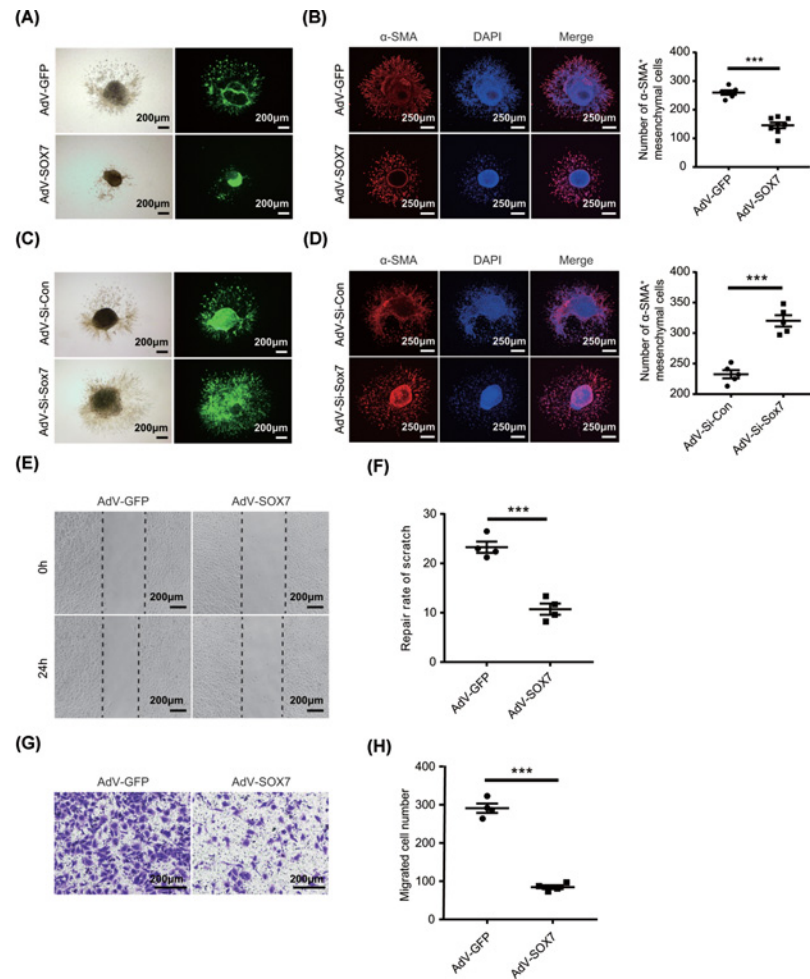 (A)
AdV-GFP
200μm
200μm
AdV-SOX7
200μm
200μm
(B)
α-SMA
DAPI
Merge
AdV-GFP
250μm
250μm
250μm
AdV-SOX7
250μm
250μm
250μm
Number of α-SMA⁺
mesenchymal cells
400
300
200
100
0
***
AdV-GFP
AdV-SOX7
(C)
AdV-Si-Con
200μm
200μm
AdV-Si-Sox7
200μm
200μm
(D)
α-SMA
DAPI
Merge
AdV-Si-Con
250μm
250μm
250μm
AdV-Si-Sox7
250μm
250μm
250μm
Number of α-SMA⁺
mesenchymal cells
400
350
300
250
200
***
AdV-Si-Con
AdV-Si-Sox7
(E)
AdV-GFP
AdV-SOX7
0h
200μm
200μm
24h
200μm
200μm
(F)
Repair rate of scratch
30
20
10
0
***
AdV-GFP
AdV-SOX7
(G)
AdV-GFP
AdV-SOX7
200μm
200μm
(H)
Migrated cell number
400
300
200
100
0
***
AdV-GFP
AdV-SOX7